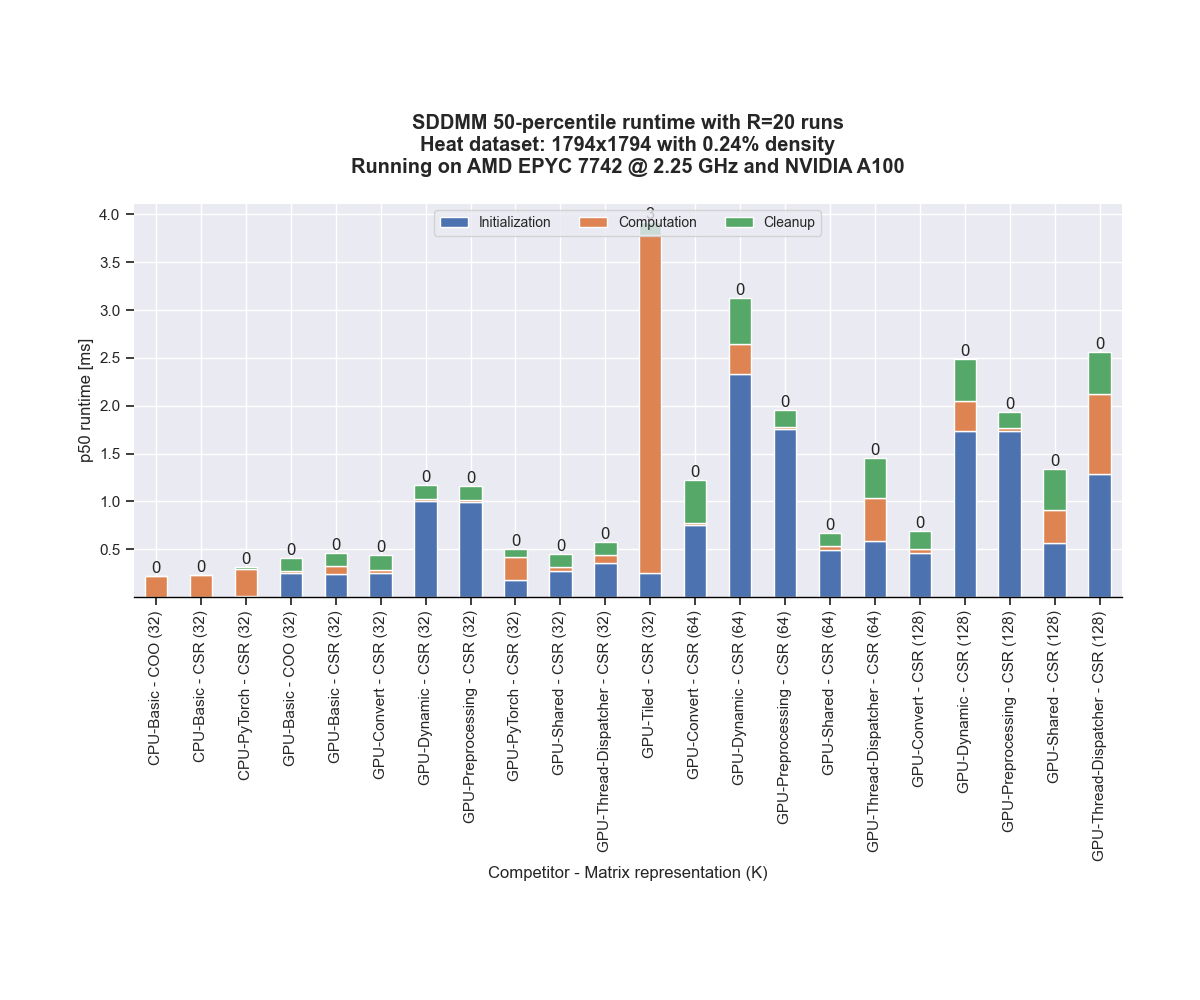 SDDMM 50-percentile runtime with R=20 runs
Heat dataset: 1794x1794 with 0.24% density
Running on AMD EPYC 7742 @ 2.25 GHz and NVIDIA A100
Initialization Computation Cleanup
p50 runtime [ms]
4.0
3.5
3.0
2.5
2.0
1.5
1.0
0.5
0 0 0 0 0 0 0 0 0 0 0 3 0 0 0 0 0 0 0 0 0 0
CPU-Basic - COO (32)
CPU-Basic - CSR (32)
CPU-PyTorch - CSR (32)
GPU-Basic - COO (32)
GPU-Basic - CSR (32)
GPU-Convert - CSR (32)
GPU-Dynamic - CSR (32)
GPU-Preprocessing - CSR (32)
GPU-PyTorch - CSR (32)
GPU-Shared - CSR (32)
GPU-Thread-Dispatcher - CSR (32)
GPU-Tiled - CSR (32)
GPU-Convert - CSR (64)
GPU-Dynamic - CSR (64)
GPU-Preprocessing - CSR (64)
GPU-Shared - CSR (64)
GPU-Thread-Dispatcher - CSR (64)
GPU-Convert - CSR (128)
GPU-Dynamic - CSR (128)
GPU-Preprocessing - CSR (128)
GPU-Shared - CSR (128)
GPU-Thread-Dispatcher - CSR (128)
Competitor - Matrix representation (K)